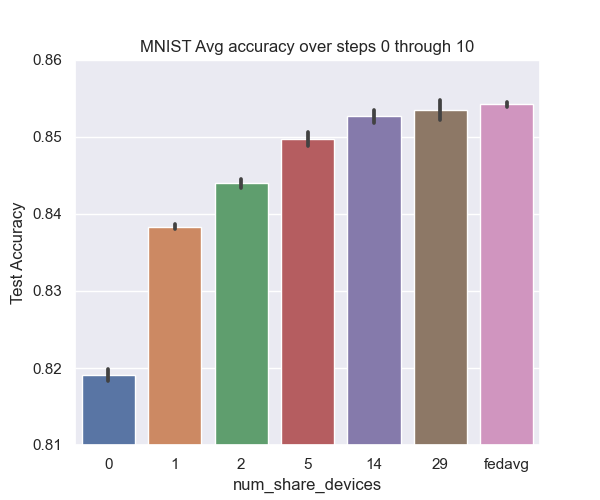 MNIST Avg accuracy over steps 0 through 10
0.86
0.85
0.84
0.83
0.82
0.81
Test Accuracy
0 1 2 5 14 29 fedavg
num_share_devices